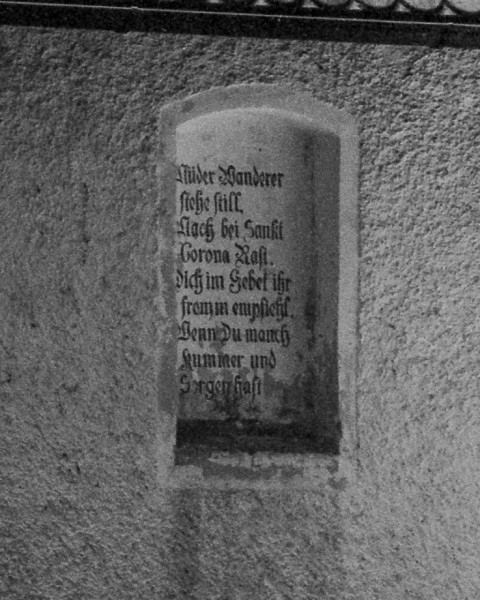 Müder Wanderer
stehe still,
Mach bei Sankt
Corona Rast.
Dich im Gebet ihr
fromm empfiehl,
Wenn Du manch
Kummer und
Sorgen hast